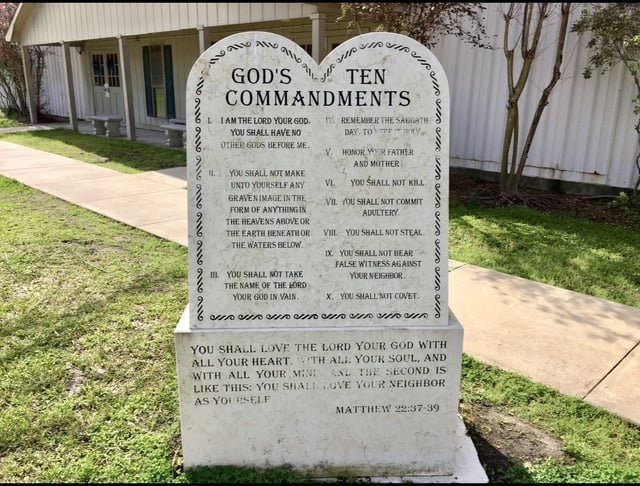 GOD'S TEN
COMMANDMENTS
I. I AM THE LORD YOUR GOD.
YOU SHALL HAVE NO
OTHER GODS BEFORE ME.
II. YOU SHALL NOT MAKE
UNTO YOURSELF ANY
GRAVEN IMAGE IN THE
FORM OF ANYTHING IN
THE HEAVENS ABOVE OR
THE EARTH BENEATH OR
THE WATERS BELOW.
III. YOU SHALL NOT TAKE
THE NAME OF THE LORD
YOUR GOD IN VAIN.
IV. REMEMBER THE SABBATH
DAY, TO KEEP IT HOLY.
V. HONOR YOUR FATHER
AND MOTHER.
VI. YOU SHALL NOT KILL.
VII. YOU SHALL NOT COMMIT
ADULTERY.
VIII. YOU SHALL NOT STEAL.
IX. YOU SHALL NOT BEAR
FALSE WITNESS AGAINST
YOUR NEIGHBOR.
X. YOU SHALL NOT COVET.
YOU SHALL LOVE THE LORD YOUR GOD WITH
ALL YOUR HEART, WITH ALL YOUR SOUL, AND
WITH ALL YOUR MIND AND THE SECOND IS
LIKE THIS: YOU SHALL LOVE YOUR NEIGHBOR
AS YOURSELF
MATTHEW 22:37-39